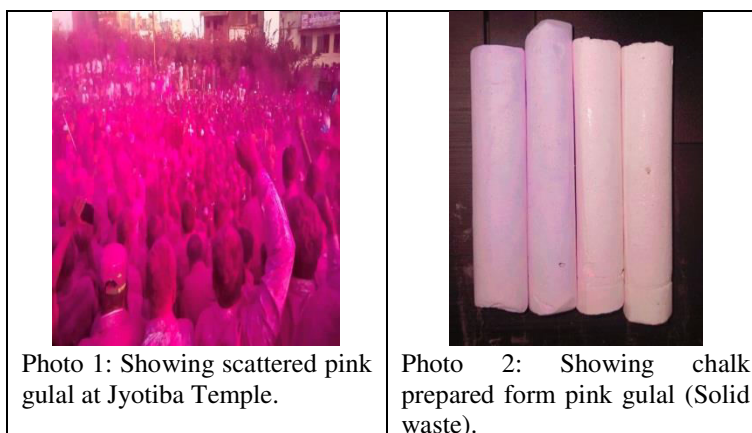 Photo 1: Showing scattered pink
gulal at Jyotiba Temple.
Photo 2: Showing chalk
prepared form pink gulal (Solid
waste).